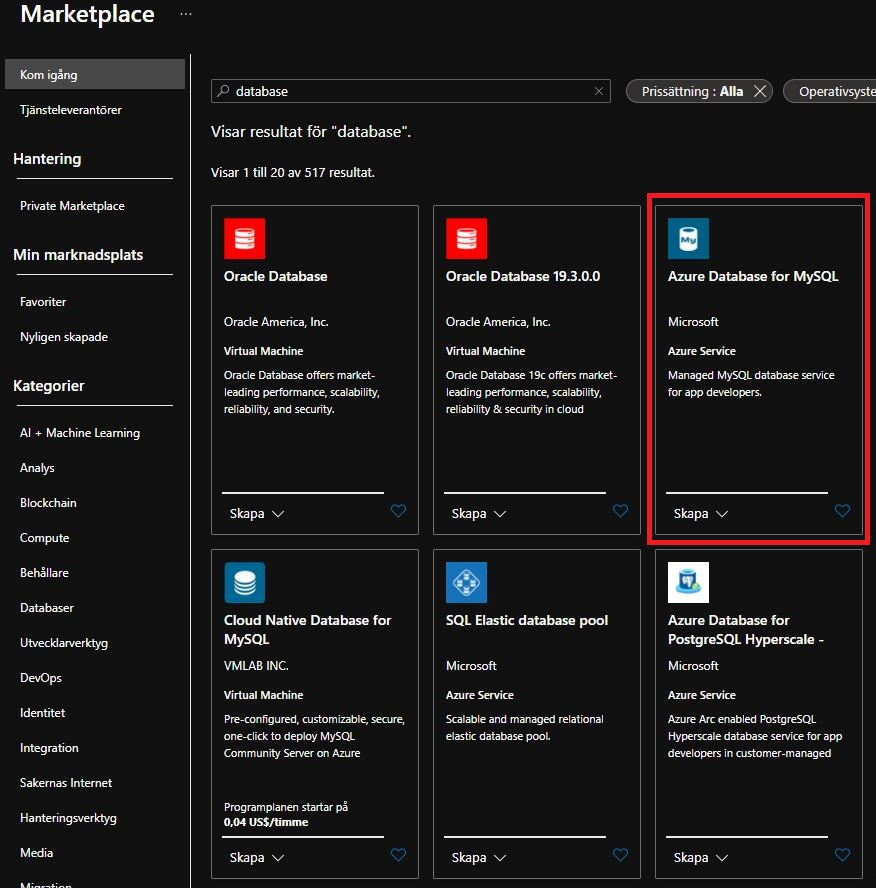 Marketplace ...
Kom igång
Tjänsteleverantörer
Hantering
Private Marketplace
Min marknadsplats
Favoriter
Nyligen skapade
Kategorier
AI + Machine Learning
Analys
Blockchain
Compute
Behållare
Databaser
Utvecklarverktyg
DevOps
Identitet
Integration
Sakernas Internet
Hanteringsverktyg
Media
Migration
database
Prissättning : Alla
Operativsyste
Visar resultat för "database".
Visar 1 till 20 av 517 resultat.
Oracle Database
Oracle America, Inc.
Virtual Machine
Oracle Database offers market-
leading performance, scalability,
reliability, and security.
Skapa
Oracle Database 19.3.0.0
Oracle America, Inc.
Virtual Machine
Oracle Database 19c offers market-
leading performance, scalability,
reliability & security in cloud
Skapa
My
Azure Database for MySQL
Microsoft
Azure Service
Managed MySQL database service
for app developers.
Skapa
Cloud Native Database for
MySQL
VMLAB INC.
Virtual Machine
Pre-configured, customizable, secure,
one-click to deploy MySQL
Community Server on Azure
Programplanen startar på
0,04 US$/timme
Skapa
SQL Elastic database pool
Microsoft
Azure Service
Scalable and managed relational
elastic database pool.
Skapa
Azure Database for
PostgreSQL Hyperscale -
Microsoft
Azure Service
Azure Arc enabled PostgreSQL
Hyperscale database service for app
developers in customer-managed
Skapa